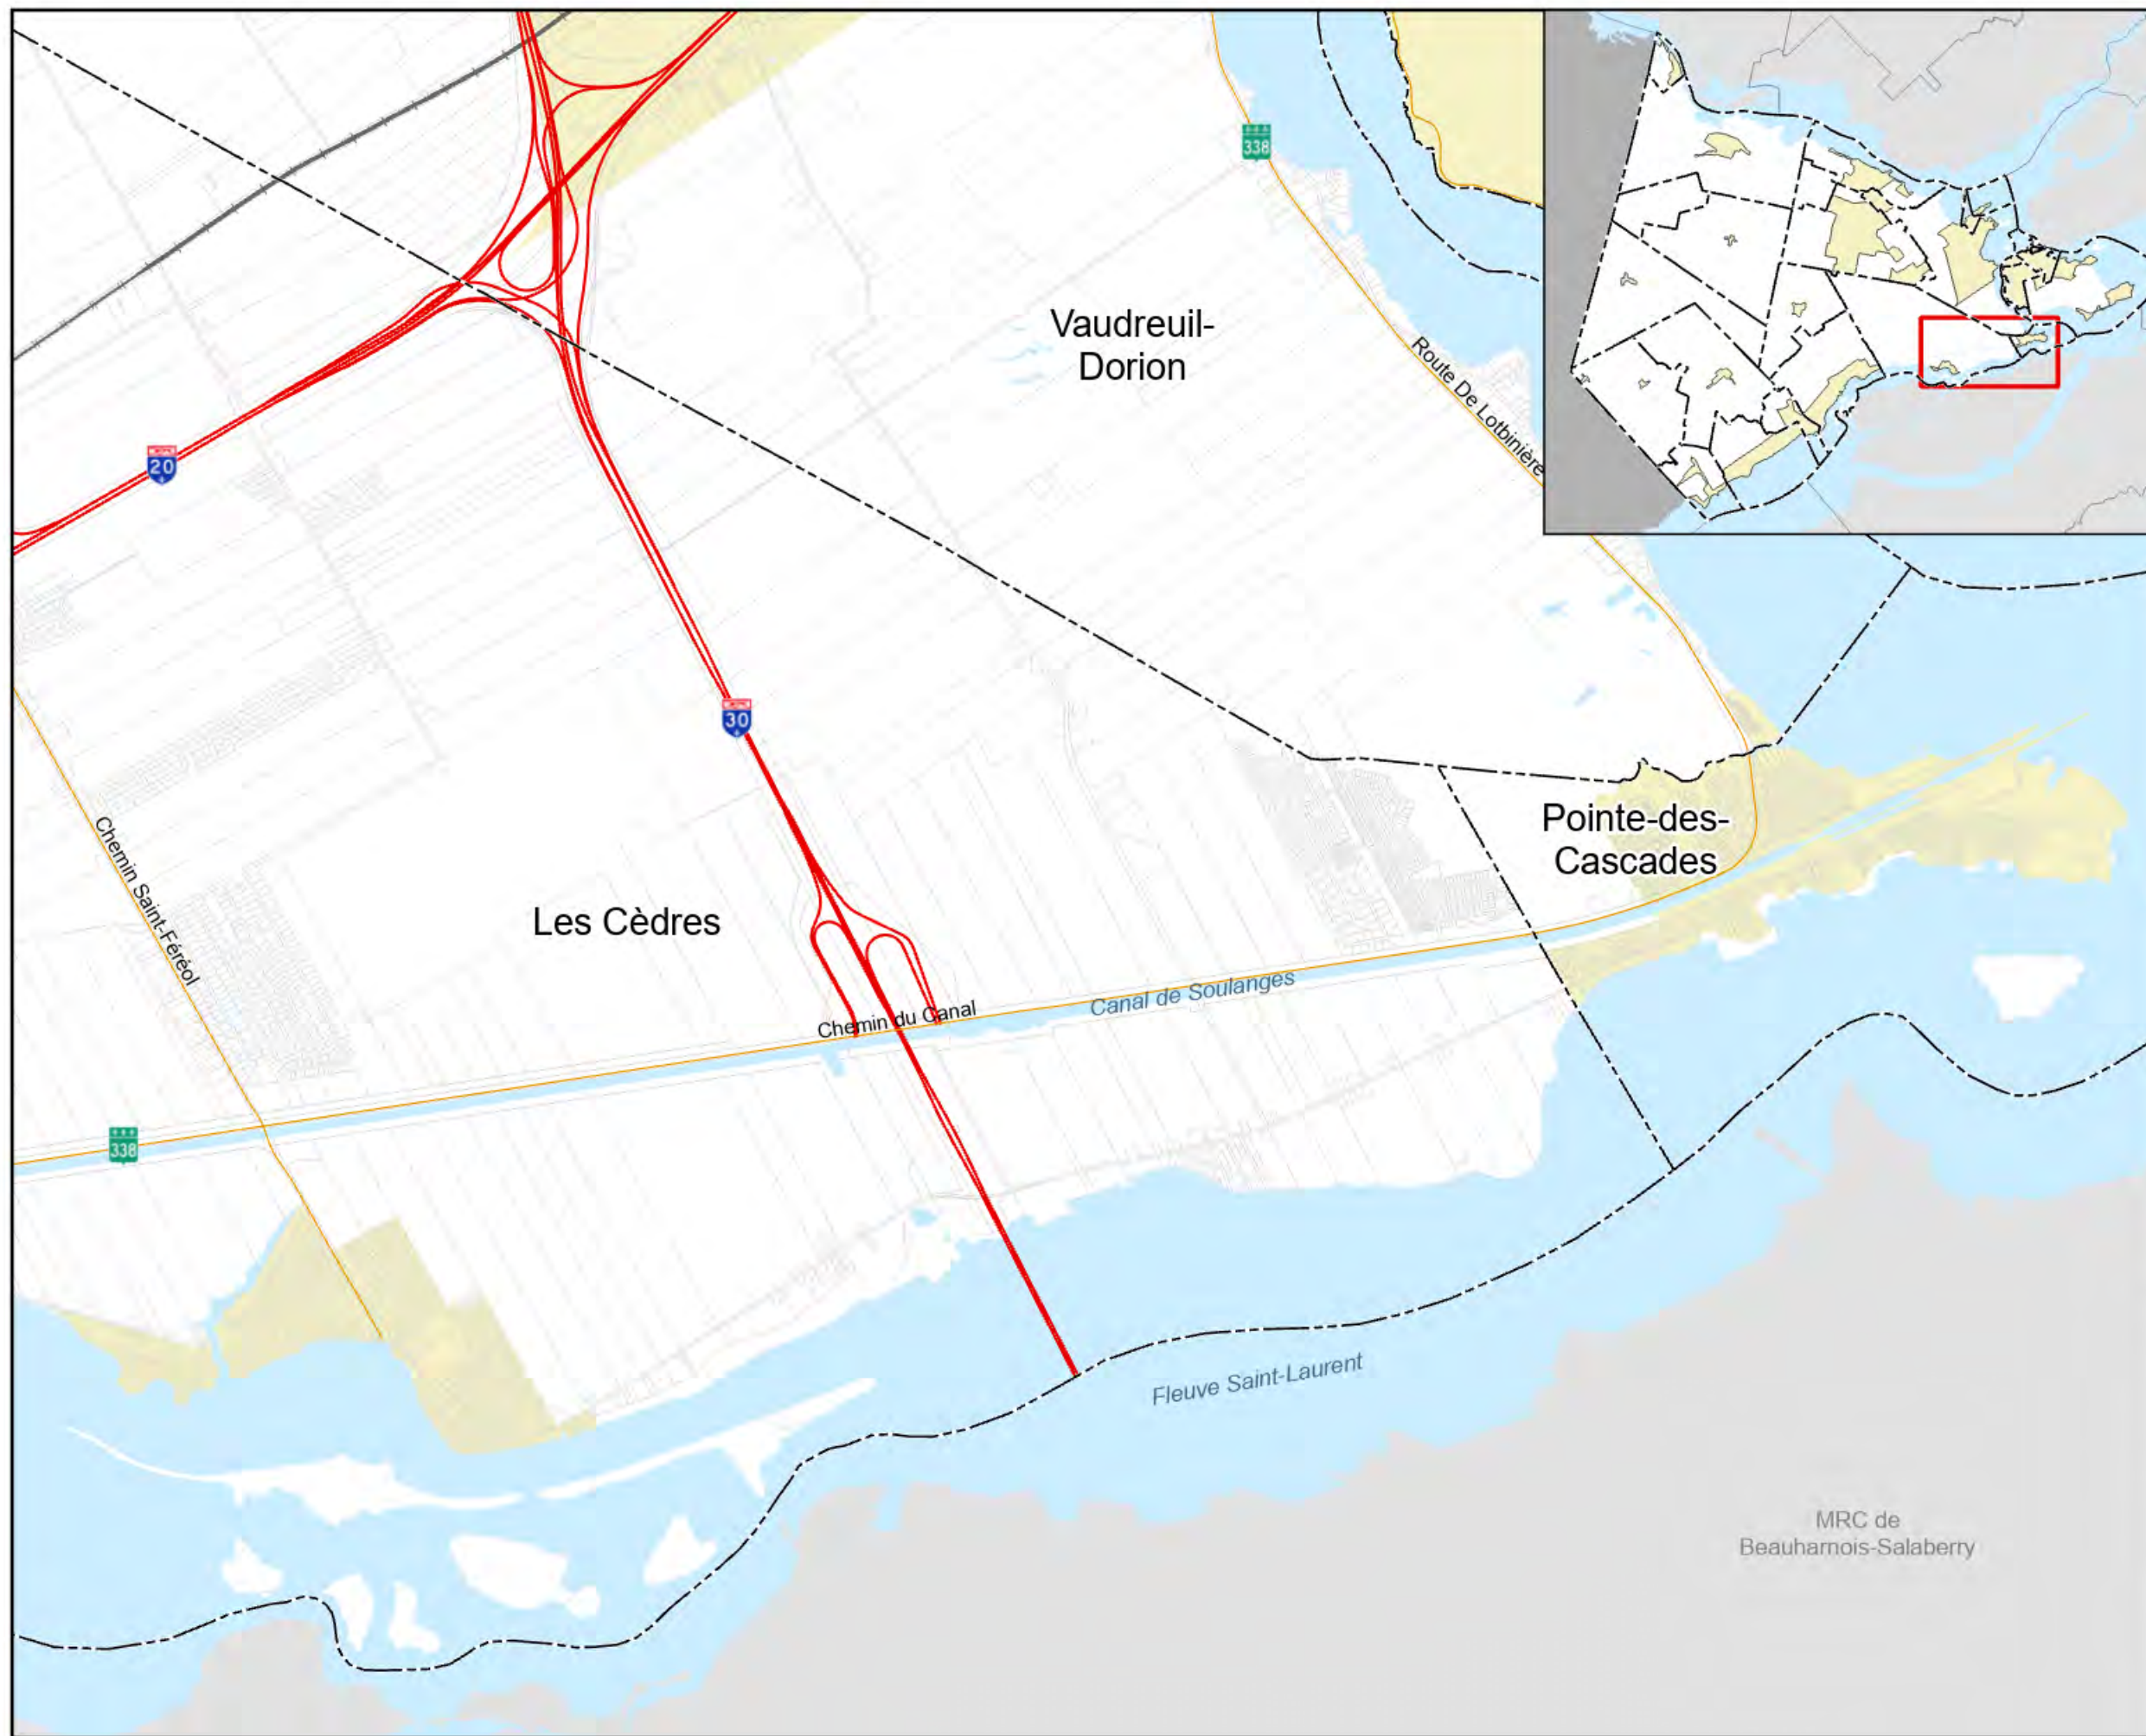 338
Vaudreuil-
Dorion
Route De Lotbinière
20
30
Pointe-des-
Cascades
Chemin Saint-Féréol
Les Cèdres
Canal de Soulanges
Chemin du Canal
338
Fleuve Saint-Laurent
MRC de
Beauharnois-Salaberry